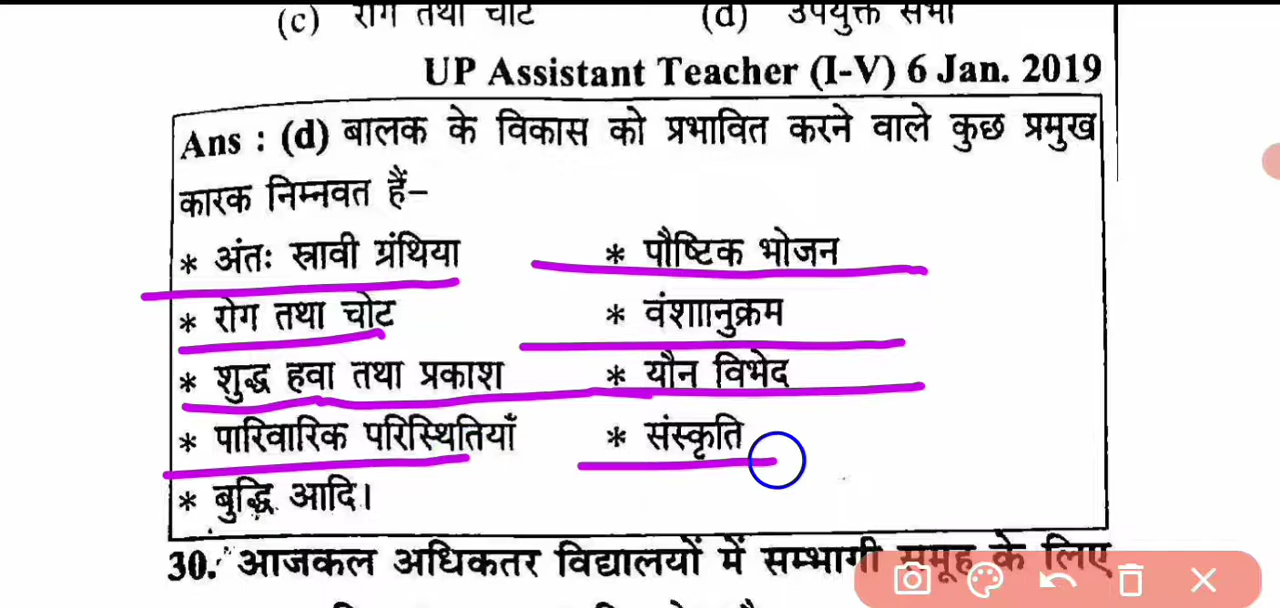 (c) रोग तथा चोट (d) उपर्युक्त सभी
UP Assistant Teacher (I-V) 6 Jan. 2019
Ans : (d) बालक के विकास को प्रभावित करने वाले कुछ प्रमुख
कारक निम्नवत हैं–
* अंतः स्रावी ग्रंथिया * पौष्टिक भोजन
* रोग तथा चोट * वंशाानुक्रम
* शुद्ध हवा तथा प्रकाश * यौन विभेद
* पारिवारिक परिस्थितियाँ * संस्कृति
* बुद्धि आदि।
30. आजकल अधिकतर विद्यालयों में सम्भागी समूह के लिए